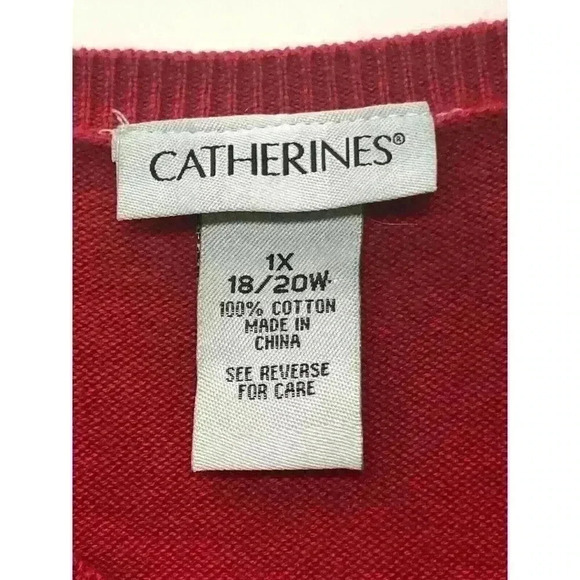 CATHERINES®
1X
18/20W
100% COTTON
MADE IN
CHINA
SEE REVERSE
FOR CARE